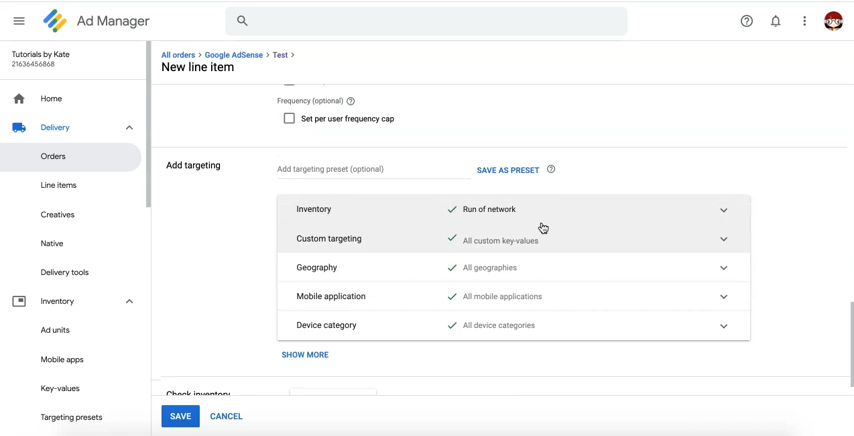 Ad Manager
Tutorials by Kate
21636456868
Home
Delivery
Orders
Line items
Creatives
Native
Delivery tools
Inventory
Ad units
Mobile apps
Key-values
Targeting presets
All orders > Google AdSense > Test >
New line item
Frequency (optional)
Set per user frequency cap
Add targeting
Add targeting preset (optional)
SAVE AS PRESET
Inventory
Run of network
Custom targeting
All custom key-values
Geography
All geographies
Mobile application
All mobile applications
Device category
All device categories
SHOW MORE
Check inventory
SAVE
CANCEL